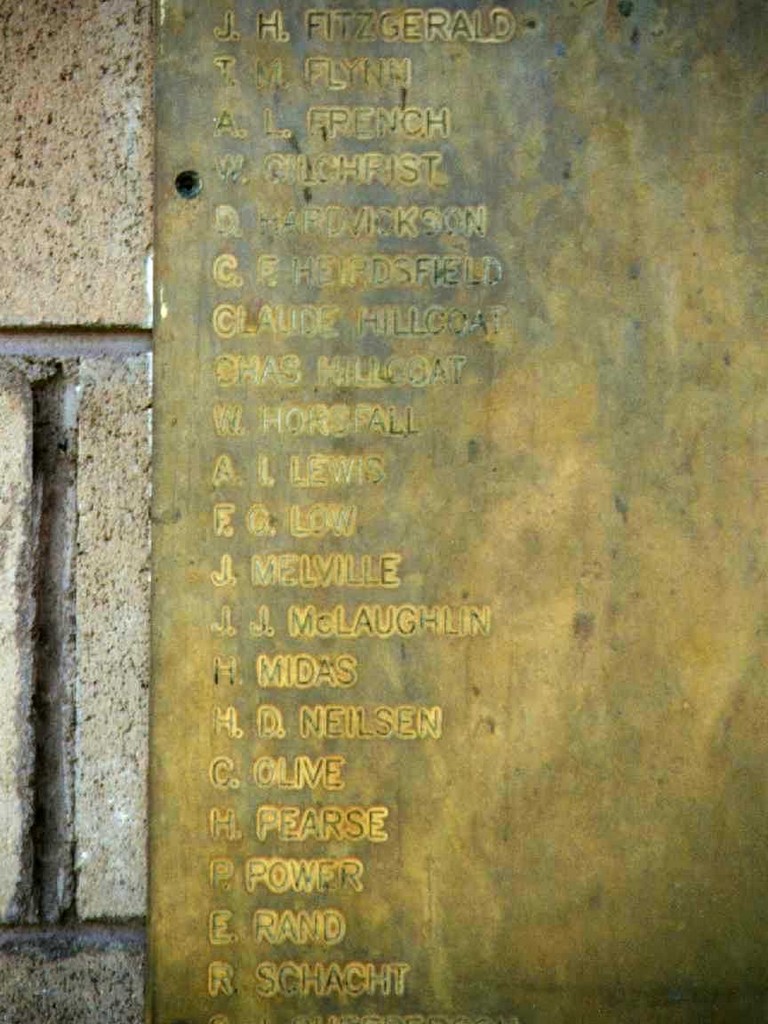 J. H. FITZGERALD
T. M. FLYNN
A. L. FRENCH
W. GILCHRIST
D. HARDVICKSON
C. F. HEIRDSFIELD
CLAUDE HILLCOAT
CHAS HILLCOAT
W. HORSFALL
A. I. LEWIS
F. G. LOW
J. MELVILLE
J. J. McLAUGHLIN
H. MIDAS
H. D. NEILSEN
C. OLIVE
H. PEARSE
P. POWER
E. RAND
R. SCHACHT